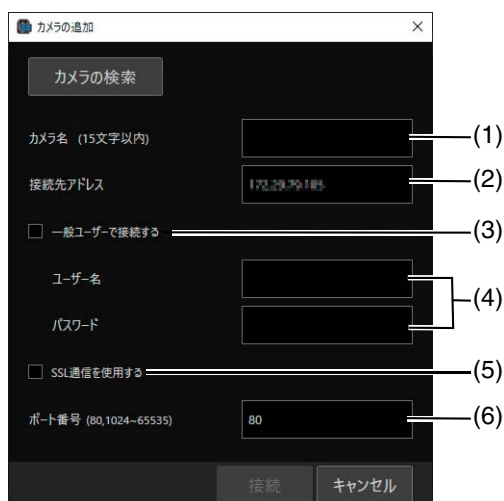 カメラの追加
カメラの検索
カメラ名 (15文字以内) (1)
接続先アドレス (2)
一般ユーザーで接続する (3)
ユーザー名
(4)
パスワード
SSL通信を使用する (5)
ポート番号 (80,1024~65535) 80 (6)
接続 キャンセル